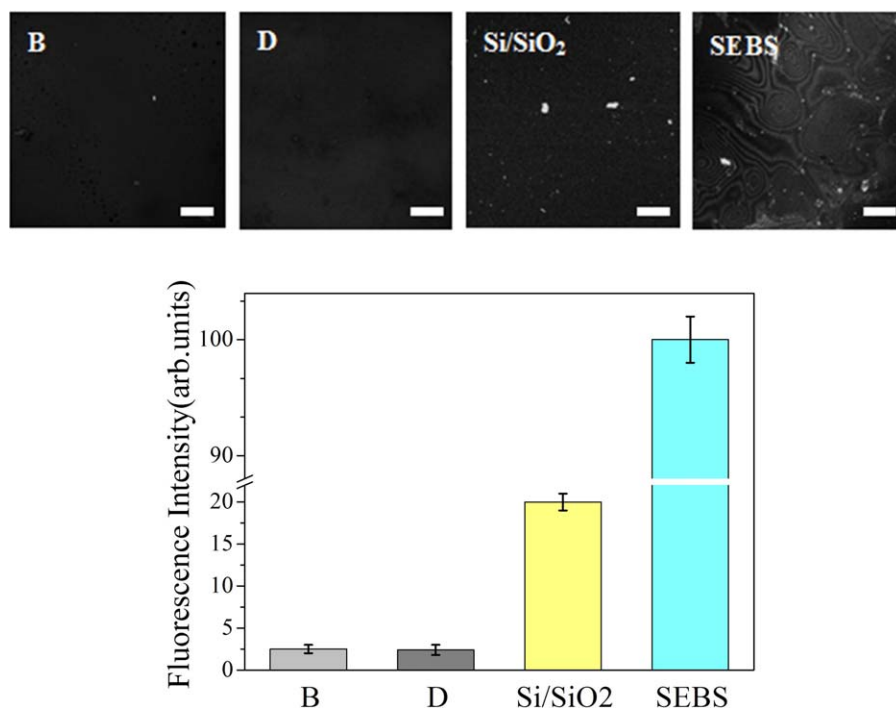 B
D
Si/SiO₂
SEBS
Fluorescence Intensity(arb.units)
100
90
20
15
10
5
0
B
D
Si/SiO2
SEBS